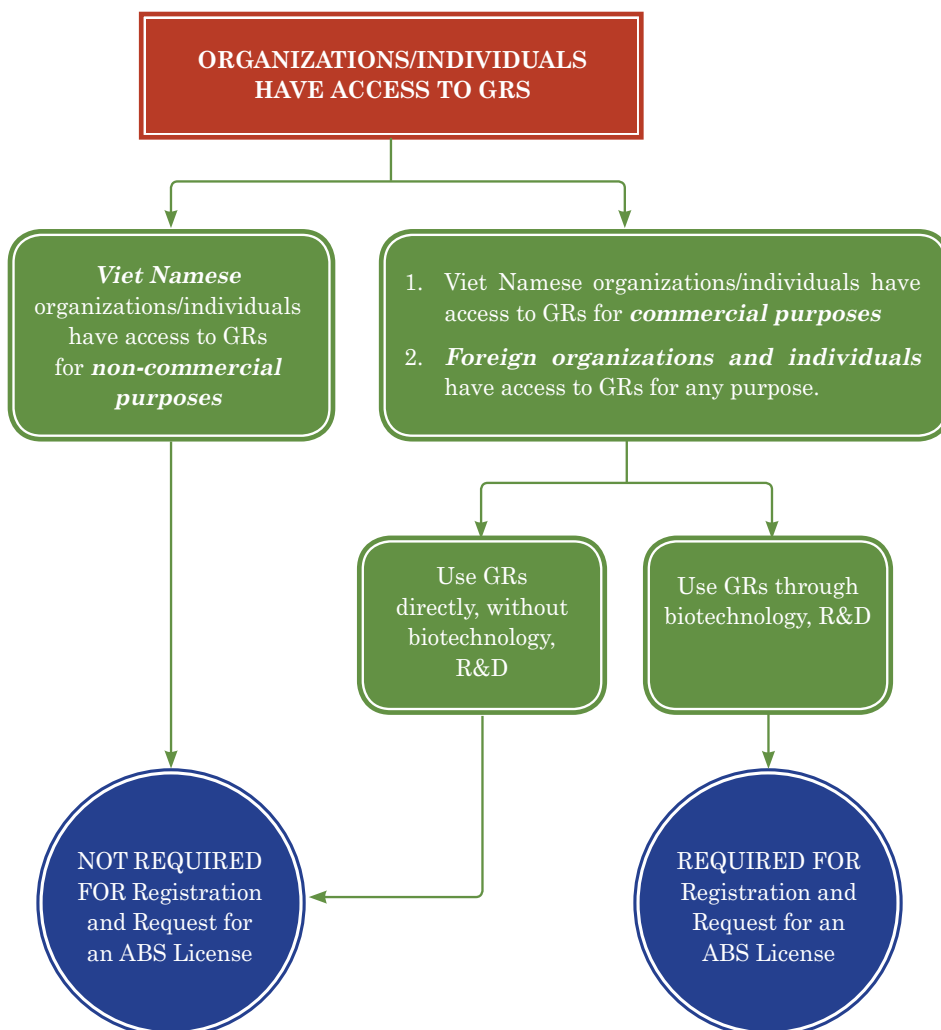 ORGANIZATIONS/INDIVIDUALS
HAVE ACCESS TO GRS
Viet Namese
organizations/individuals
have access to GRs
for non-commercial
purposes
1. Viet Namese organizations/individuals have
access to GRs for commercial purposes
2. Foreign organizations and individuals
have access to GRs for any purpose.
Use GRs
directly, without
biotechnology,
R&D
Use GRs through
biotechnology, R&D
NOT REQUIRED
FOR Registration
and Request for
an ABS License
REQUIRED FOR
Registration and
Request for an
ABS License